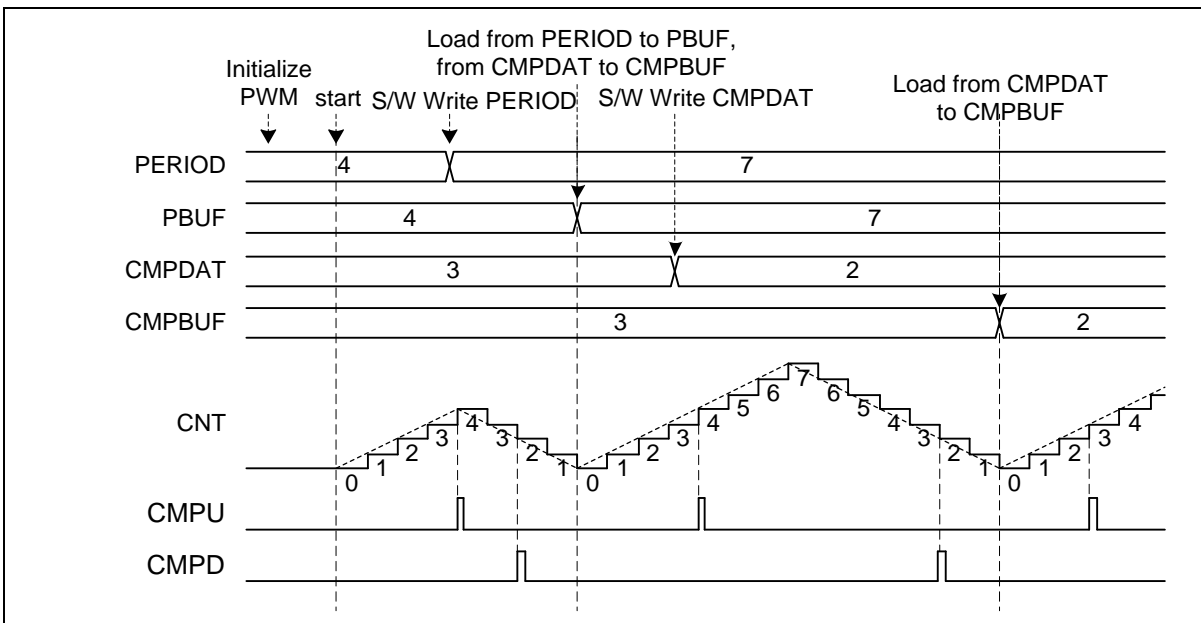 Load from PERIOD to PBUF,
from CMPDAT to CMPBUF
Initialize
PWM
start
S/W Write PERIOD
S/W Write CMPDAT
Load from CMPDAT
to CMPBUF
PERIOD 4 7
PBUF 4 7
CMPDAT 3 2
CMPBUF 3 2
CNT
0 1 2 3 4 3 2 1 0 1 2 3 4 5 6 7 6 5 4 3 2 1 0 1 2 3 4
CMPU
CMPD